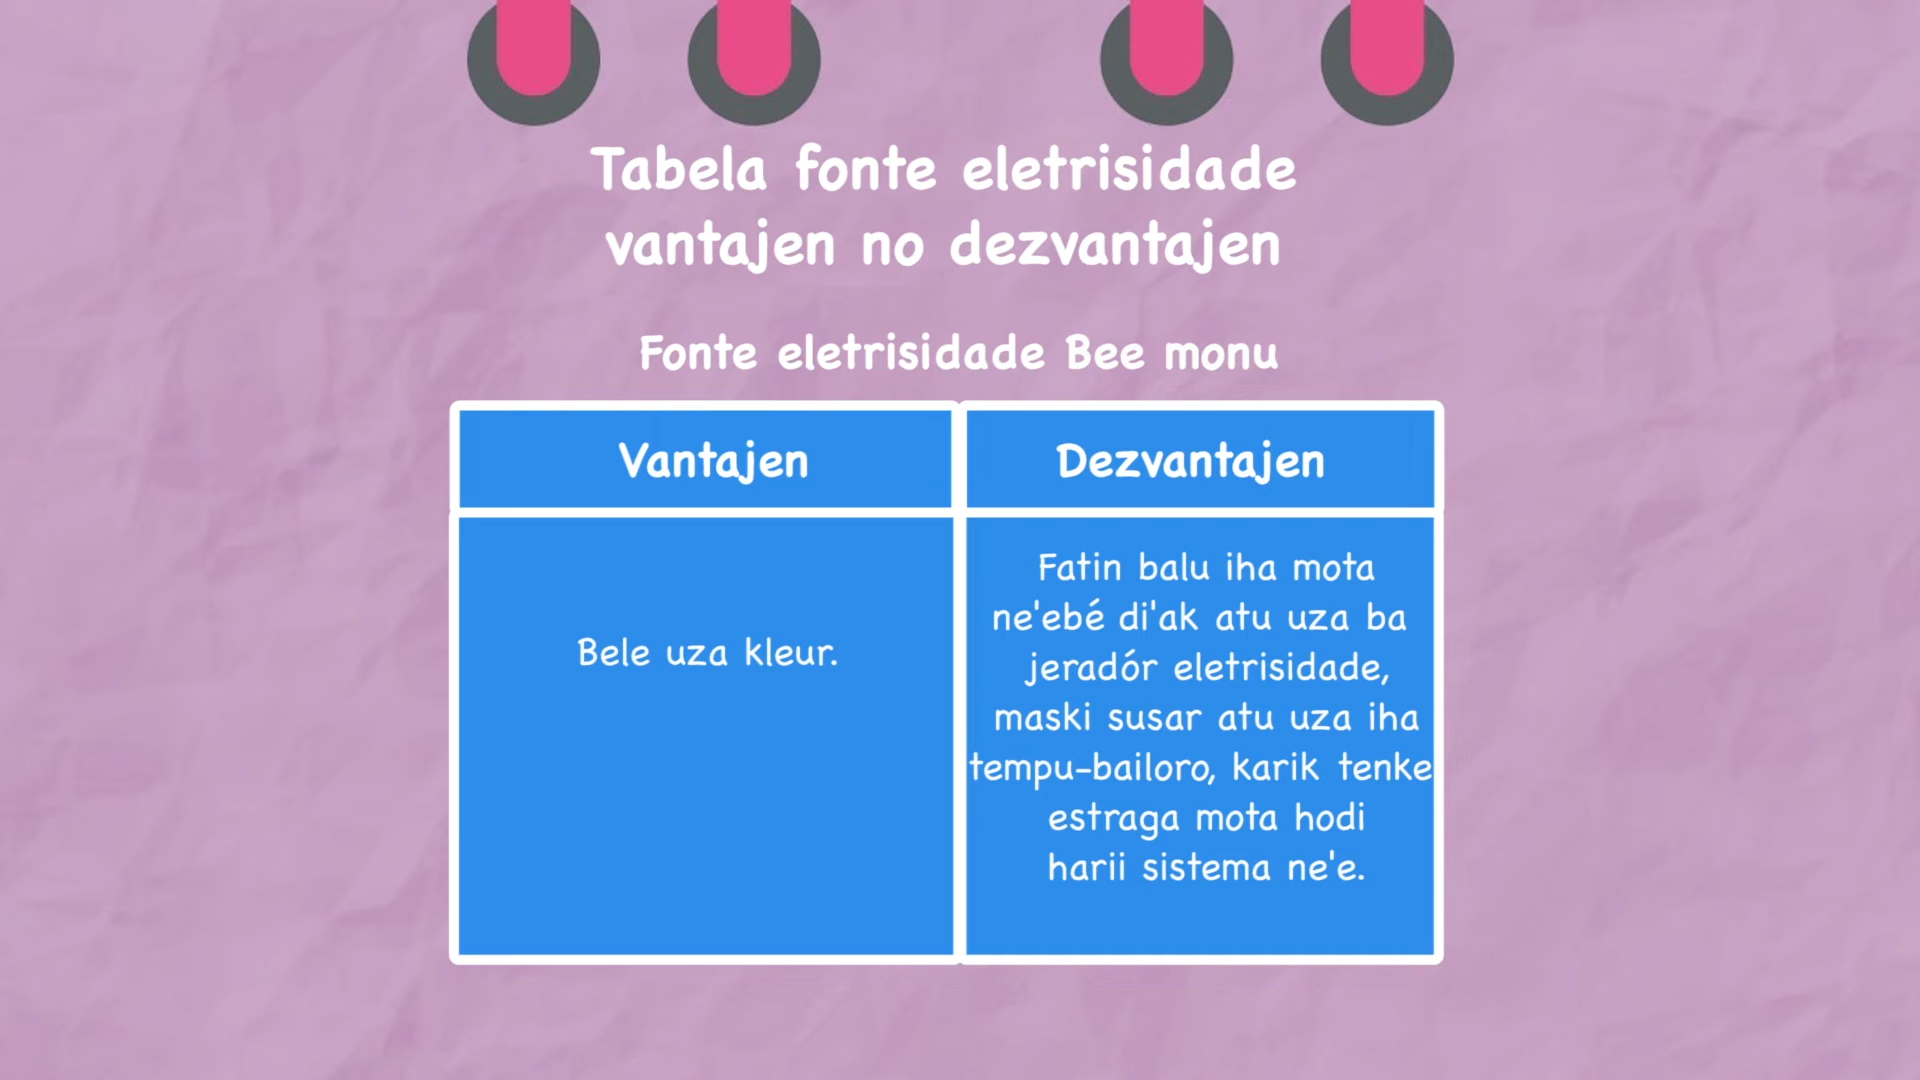 Tabela fonte eletrisidade
vantajen no dezvantajen
Fonte eletrisidade Bee monu
Vantajen
Dezvantajen
Bele uza kleur.
Fatin balu iha mota
ne'ebé di'ak atu uza ba
jeradór eletrisidade,
maski susar atu uza iha
tempu-bailoro, karik tenke
estraga mota hodi
harii sistema ne'e.